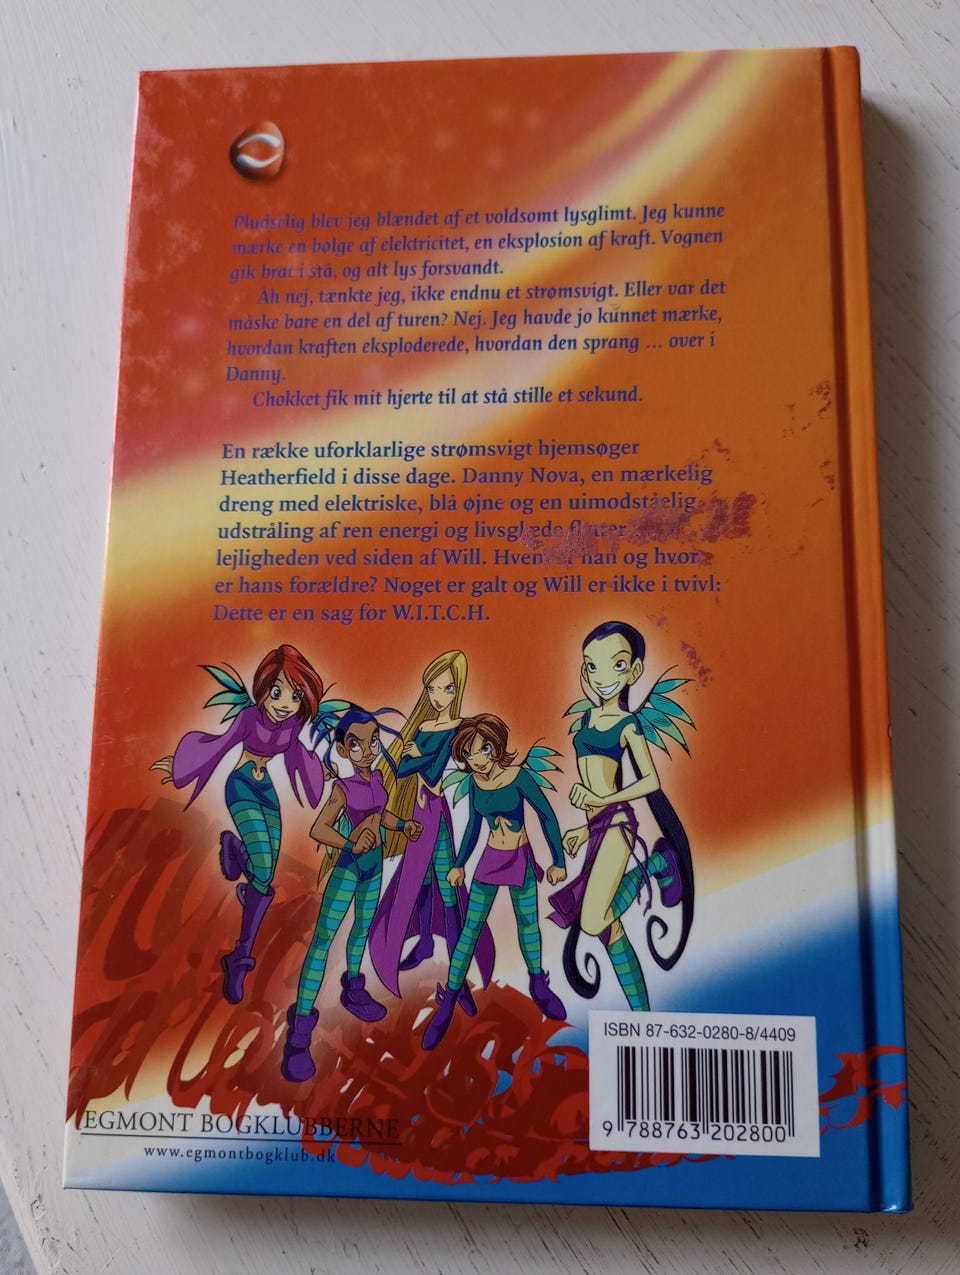 Pludselig blev jeg blændet af et voldsomt lysglimt. Jeg kunne
mærke en bølge af elektricitet, en eksplosion af kraft. Vognen
gik brat i stå, og alt lys forsvandt.
Åh nej, tænkte jeg, ikke endnu et strømsvigt. Eller var det
måske bare en del af turen? Nej. Jeg havde jo kunnet mærke,
hvordan kraften eksploderede, hvordan den sprang ... over i
Danny.
Chokket fik mit hjerte til at stå stille et sekund.
En række uforklarlige strømsvigt hjemsøger
Heatherfield i disse dage. Danny Nova, en mærkelig
dreng med elektriske, blå øjne og en uimodståelig
udstråling af ren energi og livsglæde
lejligheden ved siden af Will. han og hvor
er hans forældre? Noget er galt og Will er ikke i tvivl:
Dette er en sag for W.I.T.C.H.
ISBN 87-632-0280-8/4409
9 788763 202800
EGMONT BOGKLUBBERNE
www.egmontbogklub.dk